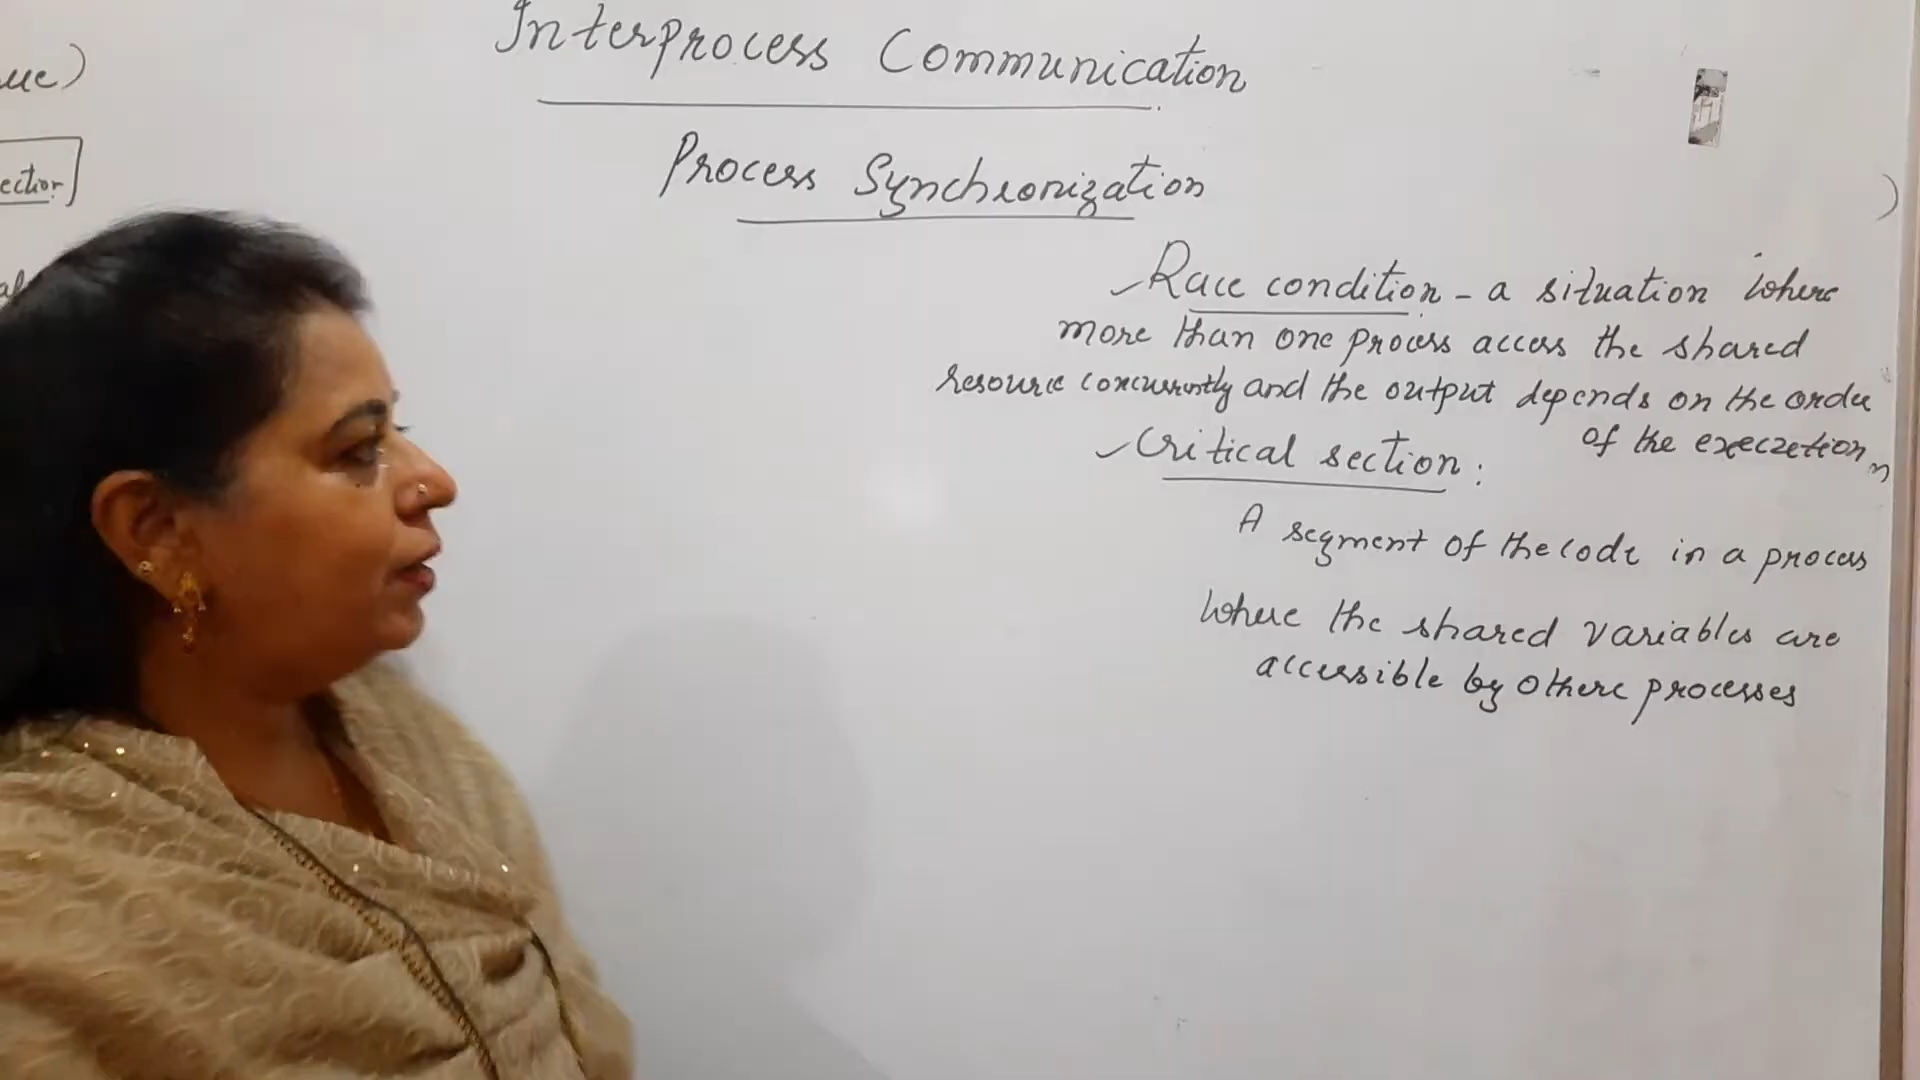 Interprocess Communication
Process Synchronization
Race condition - a situation where
more than one process access the shared
resource concurrently and the output depends on the order
of the execution
Critical section:
A segment of the code in a process
where the shared variables are
accessible by other processes
ection